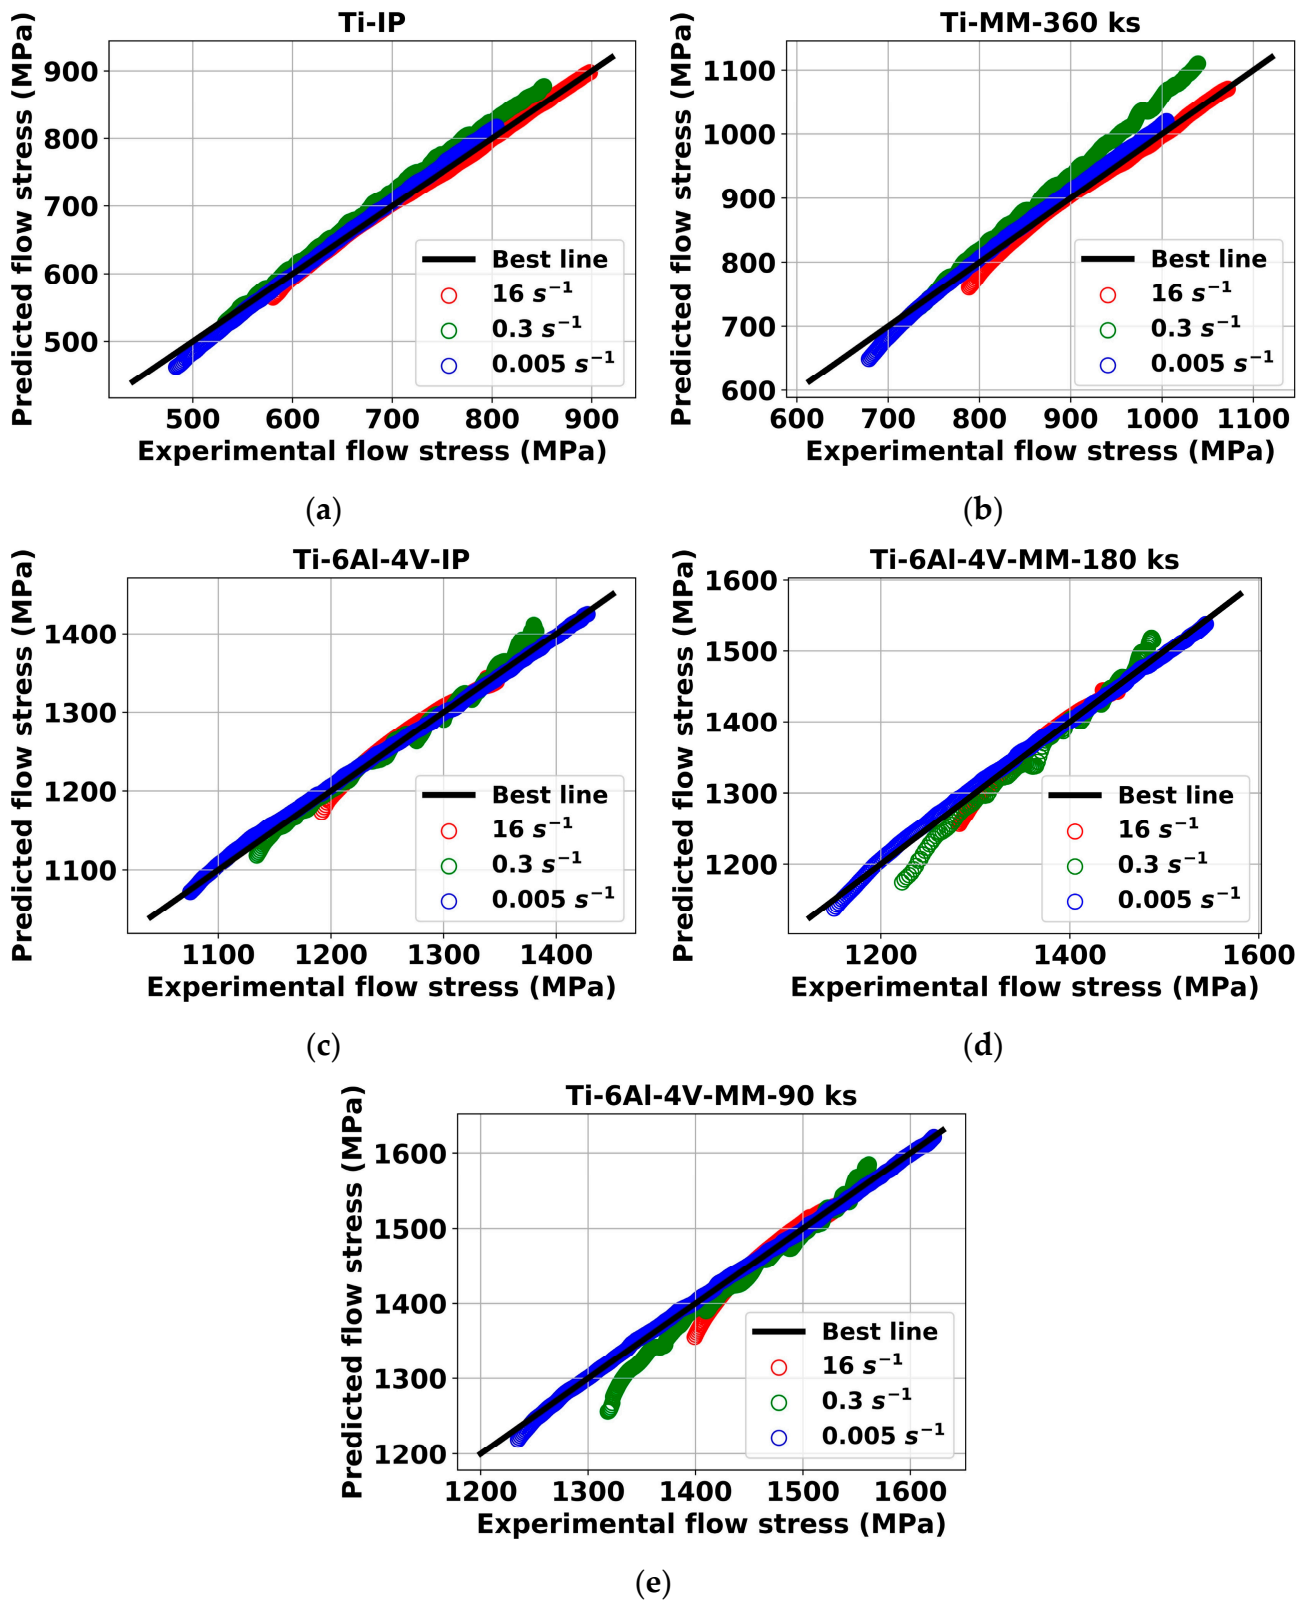 Ti-IP
Predicted flow stress (MPa)
900
800
700
600
500
Best line
16 s⁻¹
0.3 s⁻¹
0.005 s⁻¹
500 600 700 800 900
Experimental flow stress (MPa)
(a)
Ti-MM-360 ks
Predicted flow stress (MPa)
1100
1000
900
800
700
600
Best line
16 s⁻¹
0.3 s⁻¹
0.005 s⁻¹
600 700 800 900 1000 1100
Experimental flow stress (MPa)
(b)
Ti-6Al-4V-IP
Predicted flow stress (MPa)
1400
1300
1200
1100
Best line
16 s⁻¹
0.3 s⁻¹
0.005 s⁻¹
1100 1200 1300 1400
Experimental flow stress (MPa)
(c)
Ti-6Al-4V-MM-180 ks
Predicted flow stress (MPa)
1600
1500
1400
1300
1200
Best line
16 s⁻¹
0.3 s⁻¹
0.005 s⁻¹
1200 1400 1600
Experimental flow stress (MPa)
(d)
Ti-6Al-4V-MM-90 ks
Predicted flow stress (MPa)
1600
1500
1400
1300
1200
Best line
16 s⁻¹
0.3 s⁻¹
0.005 s⁻¹
1200 1300 1400 1500 1600
Experimental flow stress (MPa)
(e)